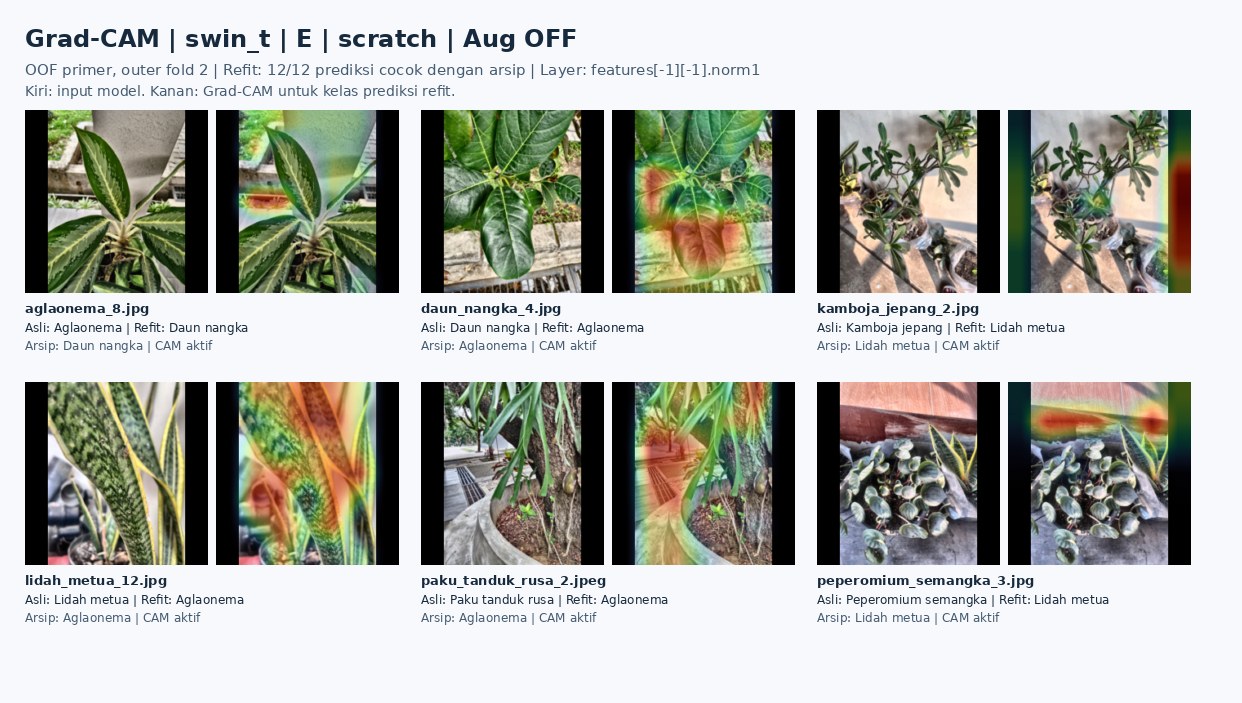 Grad-CAM | swin_t | E | scratch | Aug OFF
OOF primer, outer fold 2 | Refit: 12/12 prediksi cocok dengan arsip | Layer: features[-1][-1].norm1
Kiri: input model. Kanan: Grad-CAM untuk kelas prediksi refit.
aglaonema_8.jpg
Asli: Aglaonema | Refit: Daun nangka
Arsip: Daun nangka | CAM aktif
daun_nangka_4.jpg
Asli: Daun nangka | Refit: Aglaonema
Arsip: Aglaonema | CAM aktif
kamboja_jepang_2.jpg
Asli: Kamboja jepang | Refit: Lidah metua
Arsip: Lidah metua | CAM aktif
lidah_metua_12.jpg
Asli: Lidah metua | Refit: Aglaonema
Arsip: Aglaonema | CAM aktif
paku_tanduk_rusa_2.jpeg
Asli: Paku tanduk rusa | Refit: Aglaonema
Arsip: Aglaonema | CAM aktif
peperomium_semangka_3.jpg
Asli: Peperomium semangka | Refit: Lidah metua
Arsip: Lidah metua | CAM aktif